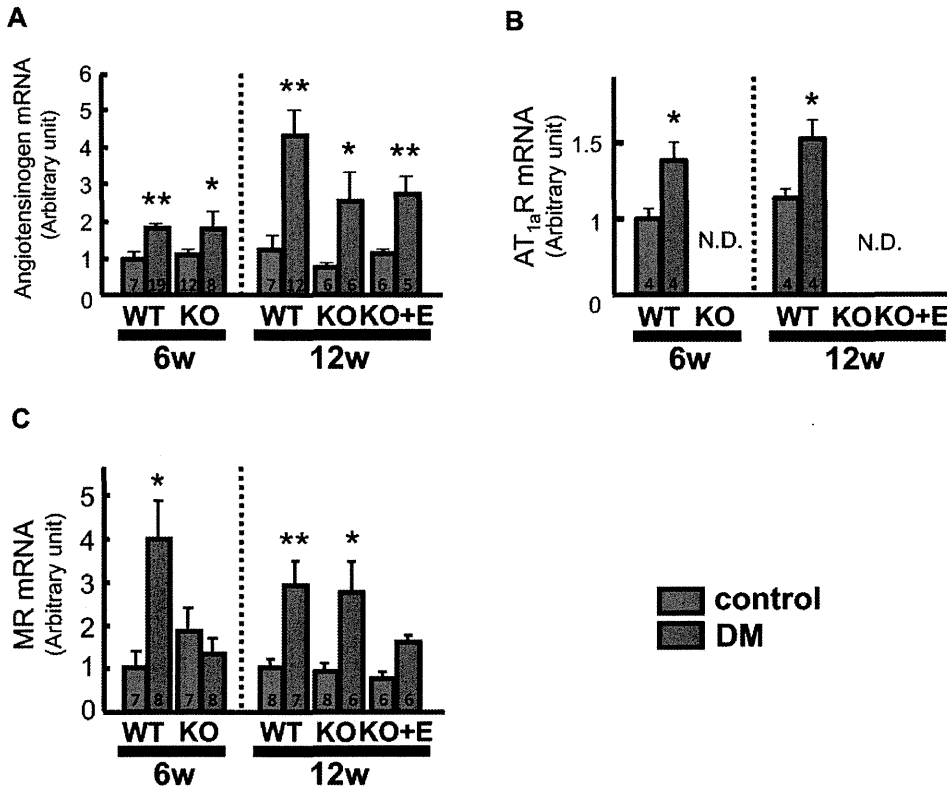 A
Angiotensinogen mRNA
(Arbitrary unit)
6
5
4
3
2
1
0
** * ** * **
7 19 12 8 7 12 6 6 6 5
WT KO WT KO KO+E
6w 12w
B
AT1aR mRNA
(Arbitrary unit)
1.5
1
0
* *
N.D. N.D.
4 4 4 4
WT KO WT KO KO+E
6w 12w
C
MR mRNA
(Arbitrary unit)
5
4
3
2
1
0
* ** *
7 8 7 8 8 7 8 6 6 6
WT KO WT KO KO+E
6w 12w
control
DM